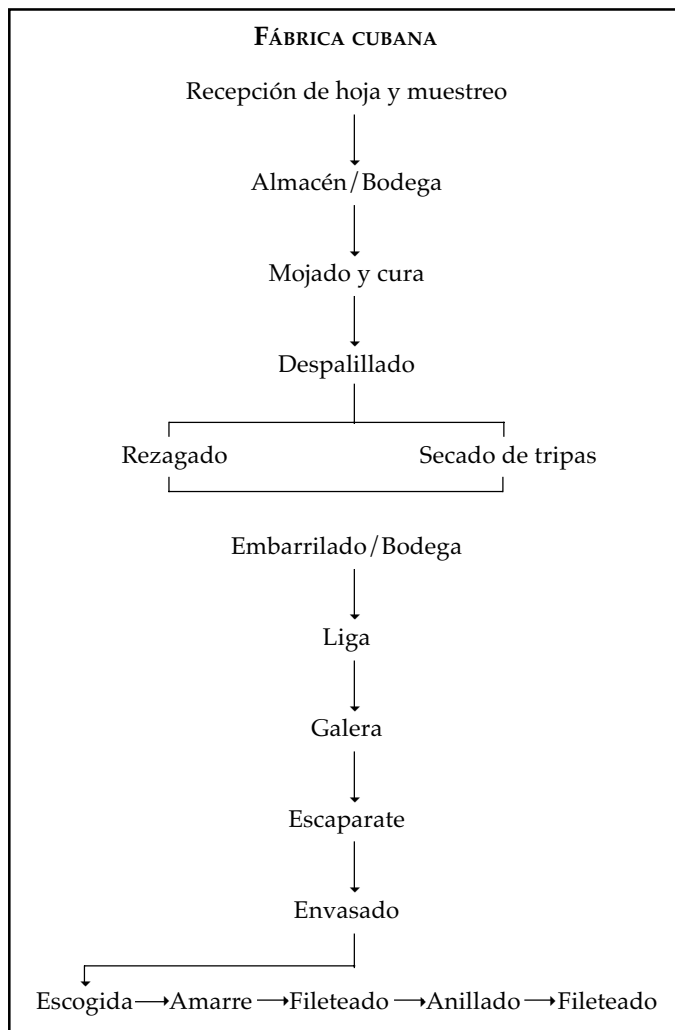 FÁBRICA CUBANA
Recepción de hoja y muestreo
Almacén/Bodega
Mojado y cura
Despalillado
Rezagado Secado de tripas
Embarrilado/Bodega
Liga
Galera
Escaparate
Envasado
Escogida Amarre Fileteado Anillado Fileteado